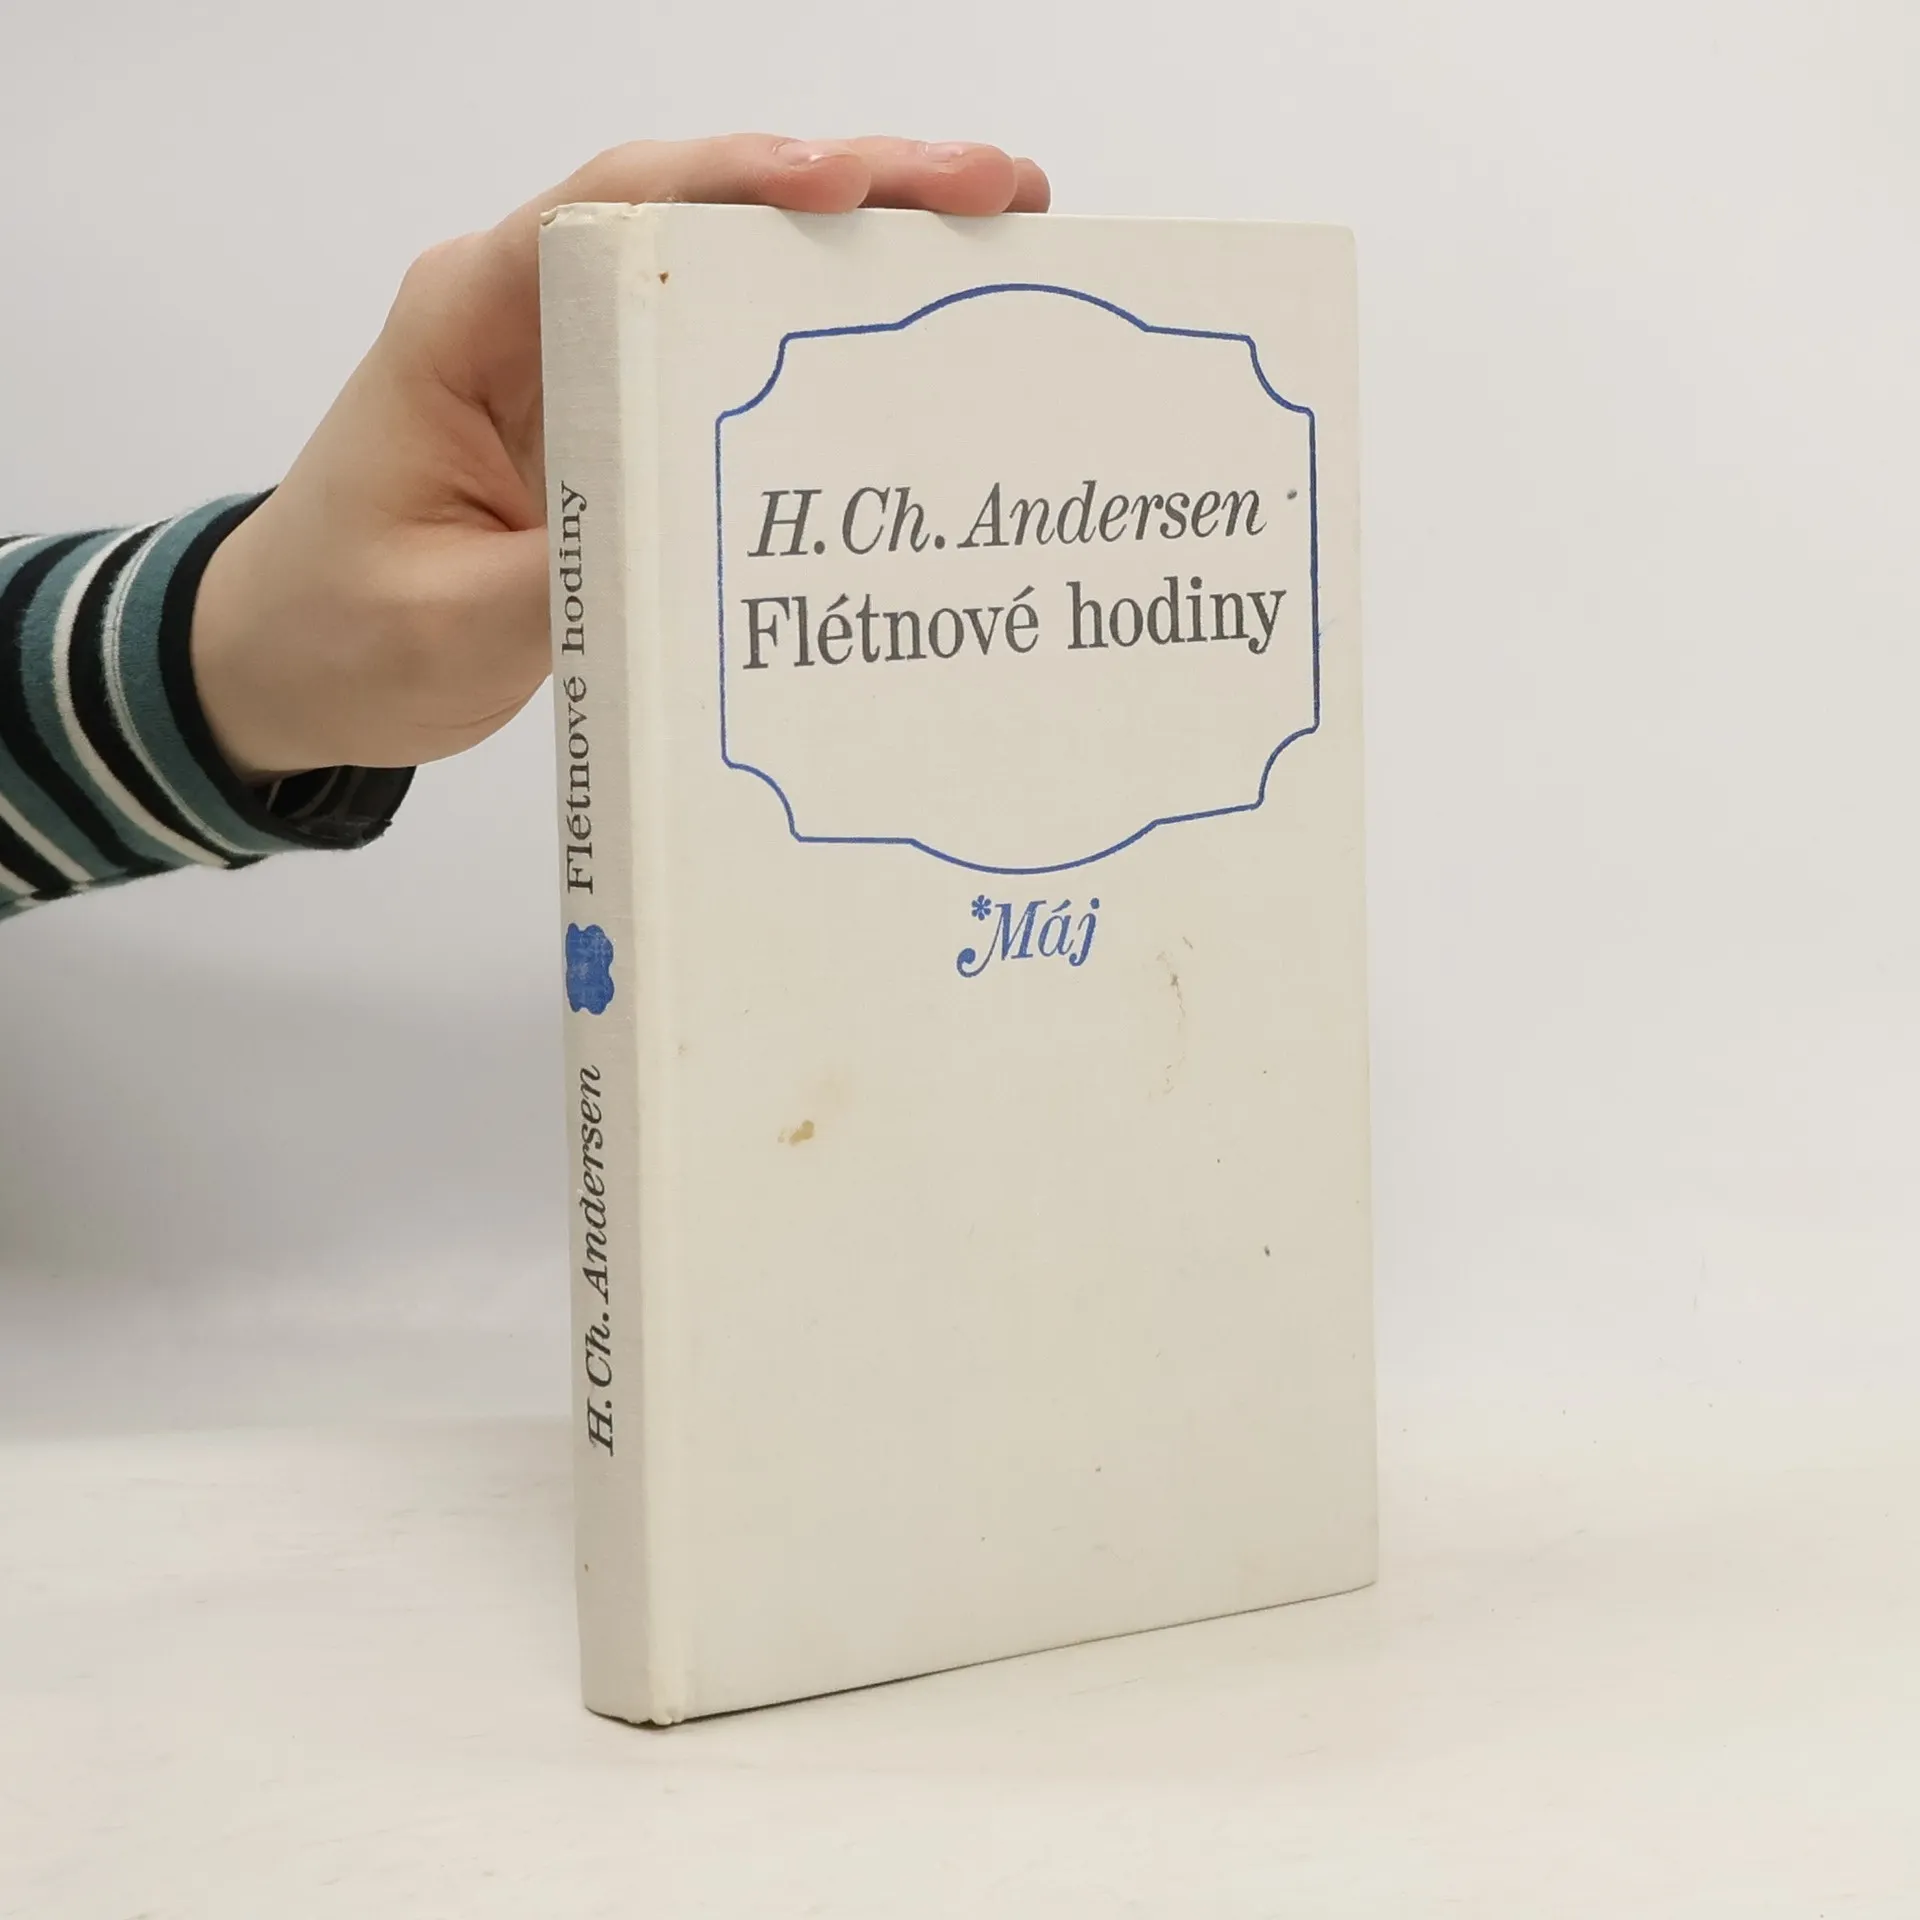 H. Ch. Andersen
Flétnové hodiny
*Máj
H. Ch. Andersen Flétnové hodiny